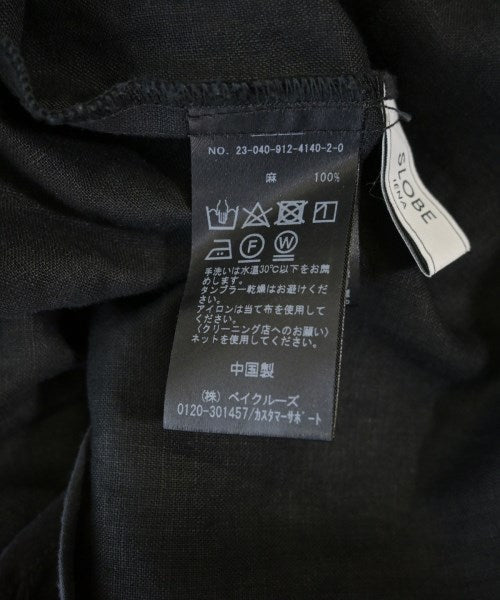 NO. 23-040-912-4140-2-0
麻 100%
手洗いは水温30℃以下をお薦
めします。
タンブラー乾燥はお避けくださ
い。
アイロンは当て布を使用してく
ださい。
〈クリーニング店へのお願い〉
ネットを使用してください。
中国製
(株) ベイクルーズ
0120-301457/カスタマーサポート
SLOBE
IENA
F
W